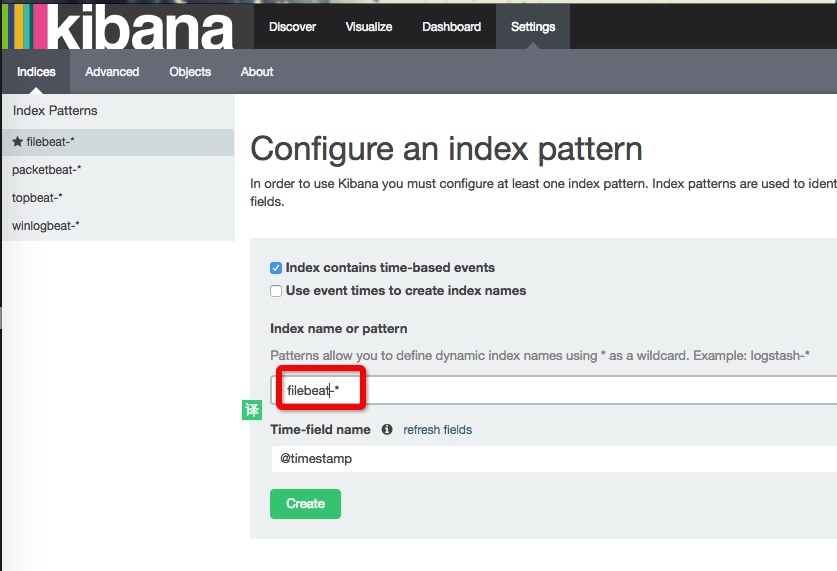 kibana
Discover Visualize Dashboard Settings
Indices Advanced Objects About
Index Patterns
filebeat-*
packetbeat-*
topbeat-*
winlogbeat-*
Configure an index pattern
In order to use Kibana you must configure at least one index pattern. Index patterns are used to ident
fields.
Index contains time-based events
Use event times to create index names
Index name or pattern
Patterns allow you to define dynamic index names using * as a wildcard. Example: logstash-*
filebeat-*
译
Time-field name refresh fields
@timestamp
Create